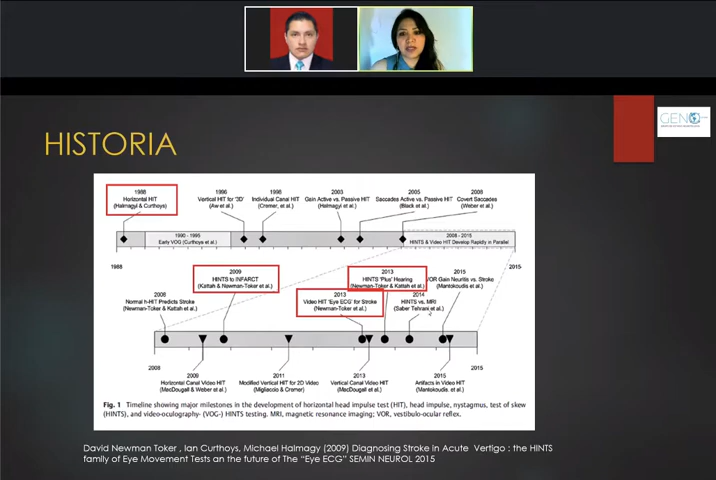 GENO
HISTORIA
1988
Horizontal HIT
(Halmagyi & Curthoys)
1996
Vertical HIT for '3D'
(Aw et al.)
1998
Individual Canal HIT
(Cremer, et al.)
2003
Gain Active vs. Passive HIT
(Halmagyi et al.)
2005
Saccades Active vs. Passive HIT
(Black et al.)
2008
Covert Saccades
(Weber et al.)
1990 - 1995
Early VOG (Curthoys et al.)
2008 - 2015
HINTS & Video HIT Develop Rapidly in Parallel
1988
2015
2008
Normal h-HIT Predicts Stroke
(Newman-Toker & Kattah et al.)
2009
HINTS to INFARCT
(Kattah & Newman-Toker et al.)
2013
Video HIT 'Eye ECG' for Stroke
(Newman-Toker et al.)
2013
HINTS 'Plus' Hearing
(Newman-Toker & Kattah et al.)
2014
HINTS vs. MRI
(Saber Tehrani et al.)
2015
VOR Gain Neuritis vs. Stroke
(Mantokoudis et al.)
2008
2015
2009
Horizontal Canal Video HIT
(MacDougall & Weber et al.)
2011
Modified Vertical HIT for 2D Video
(Migliaccio & Cremer)
2013
Vertical Canal Video HIT
(MacDougall et al.)
2015
Artifacts in Video HIT
(Mantokoudis, et al.)
Fig. 1 Timeline showing major milestones in the development of horizontal head impulse test (HIT), head impulse, nystagmus, test of skew
(HINTS), and video-oculography- (VOG-) HINTS testing. MRI, magnetic resonance imaging; VOR, vestibulo-ocular reflex.
David Newman Toker , Ian Curthoys, Michael Halmagy (2009) Diagnosing Stroke in Acute Vertigo : the HINTS
family of Eye Movement Tests an the future of The "Eye ECG" SEMIN NEUROL 2015